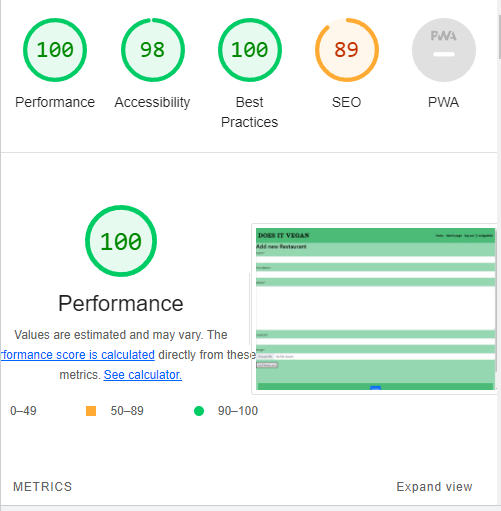 100
98
100
89
PWA
Performance
Accessibility
Best
Practices
SEO
PWA
100
Performance
Values are estimated and may vary. The
rformance score is calculated directly from these
metrics. See calculator.
0–49
50–89
90–100
DOES IT VEGAN
Add new Restaurant
METRICS
Expand view